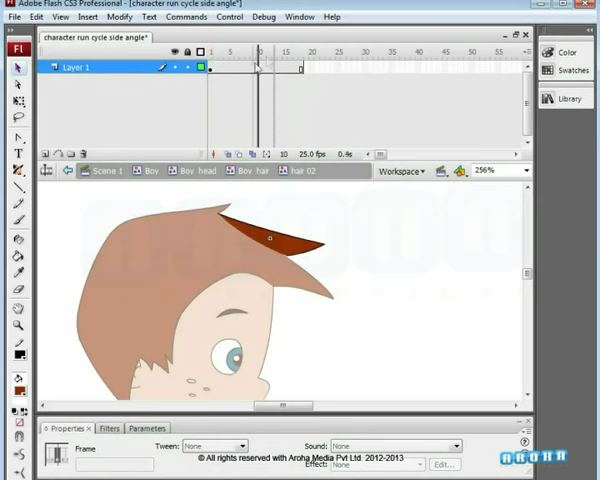 Adobe Flash CS3 Professional - [character run cycle side angle*]
File Edit View Insert Modify Text Commands Control Debug Window Help
character run cycle side angle*
Fl
1 5 10 15 20 25 30 35 40 45 50 55
Layer 1
Color
Swatches
Library
10 25.0 fps 0.4s
Scene 1 Boy Boy head Boy hair hair 02 Workspace 256%
Properties × Filters Parameters
Frame Tween: None Sound: None
© All rights reserved with Aroha Media Pvt Ltd. 2012-2013
Effect: None Edit...
AROHA